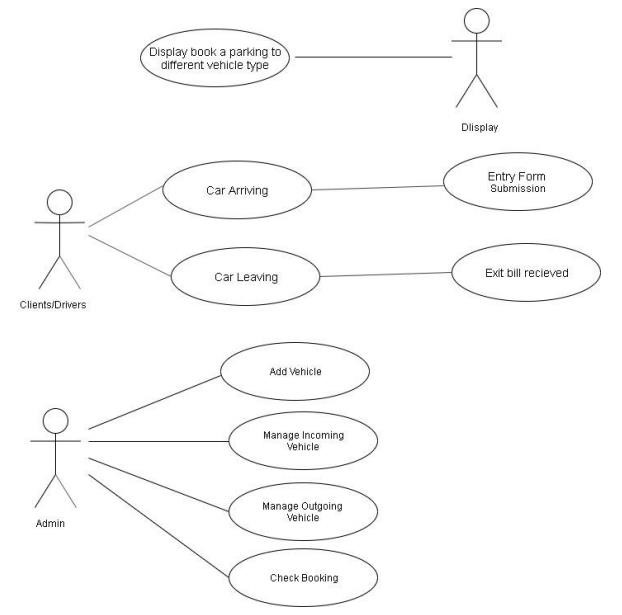 Display book a parking to
different vehicle type
DIisplay
Car Arriving
Entry Form
Submission
Clients/Drivers
Car Leaving
Exit bill recieved
Add Vehicle
Manage Incoming
Vehicle
Admin
Manage Outgoing
Vehicle
Check Booking